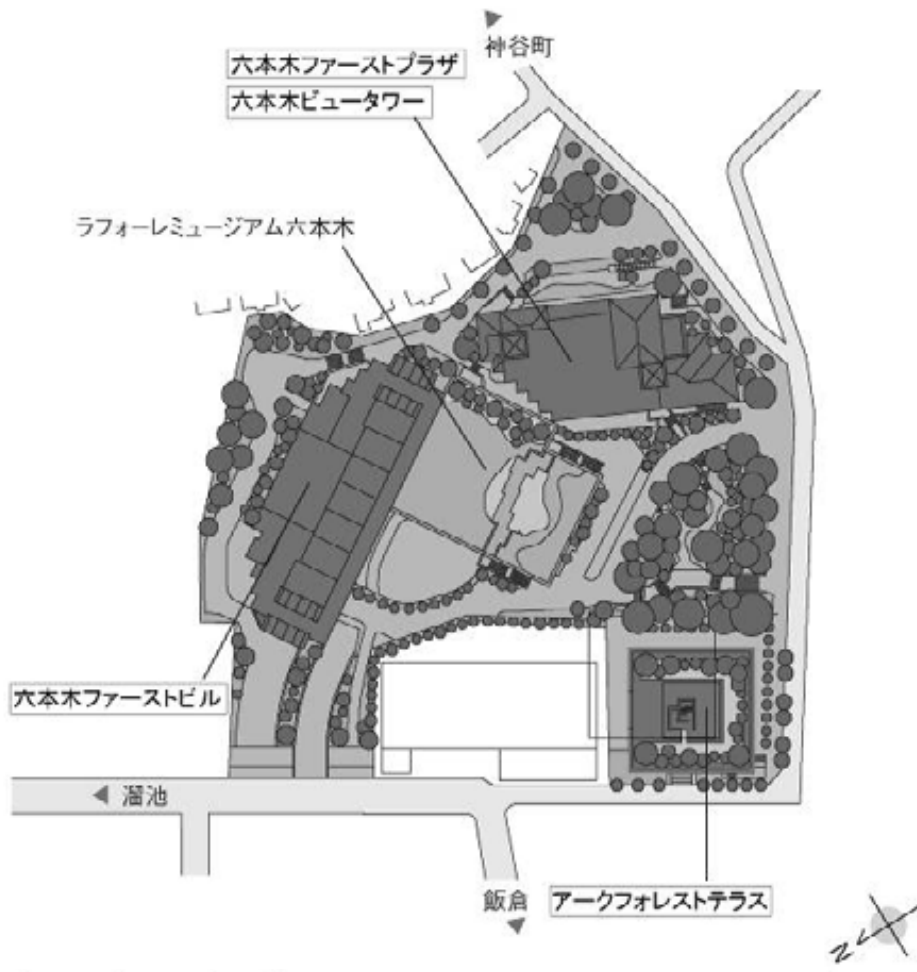 神谷町
六本木ファーストプラザ
六本木ビュータワー
ラフォーレミュージアム六本木
六本木ファーストビル
溜池
飯倉
アークフォレストテラス
N